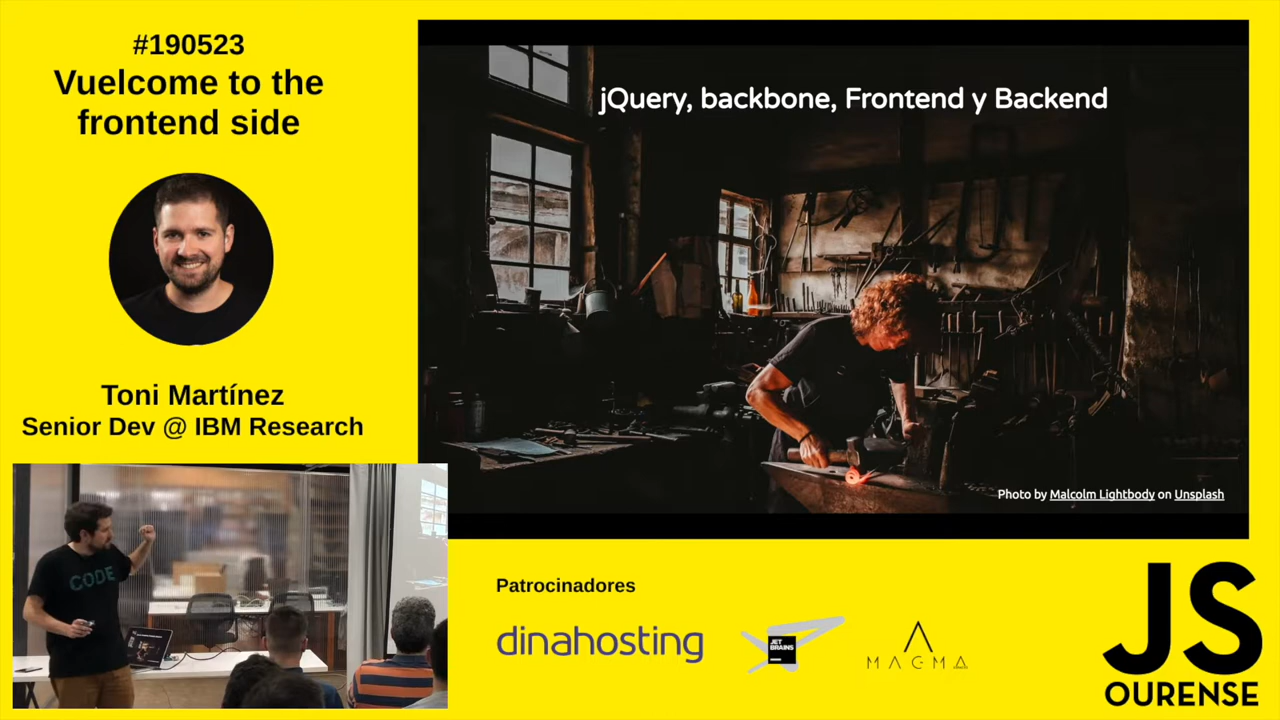 #190523
Vuelcome to the
frontend side
Toni Martínez
Senior Dev @ IBM Research
jQuery, backbone, Frontend y Backend
Photo by Malcolm Lightbody on Unsplash
CODE
Patrocinadores
dinahosting
JET
BRAINS
MAGMA
JS
OURENSE